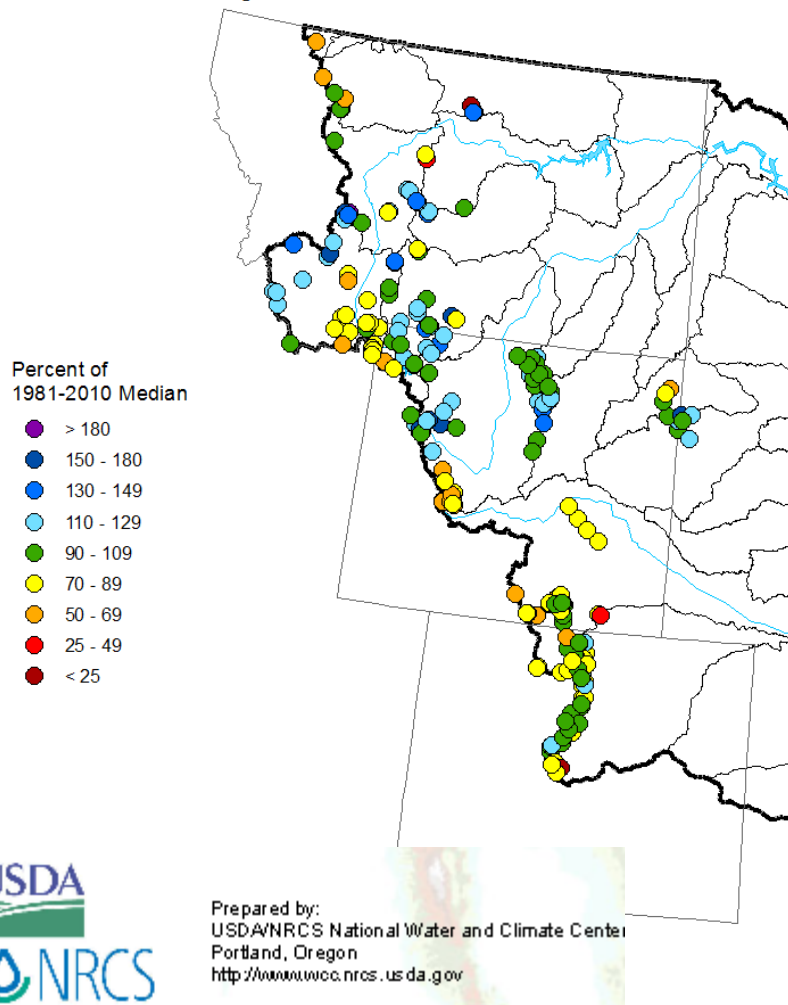 Percent of
1981-2010 Median
> 180
150 - 180
130 - 149
110 - 129
90 - 109
70 - 89
50 - 69
25 - 49
< 25
USDA
NRCS
Prepared by:
USDA/NRCS National Water and Climate Center
Portland, Oregon
http://www.wcc.nrcs.usda.gov